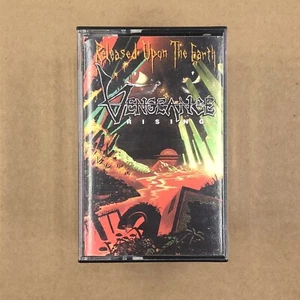 Released Upon The Earth
VENGEANCE
RISING